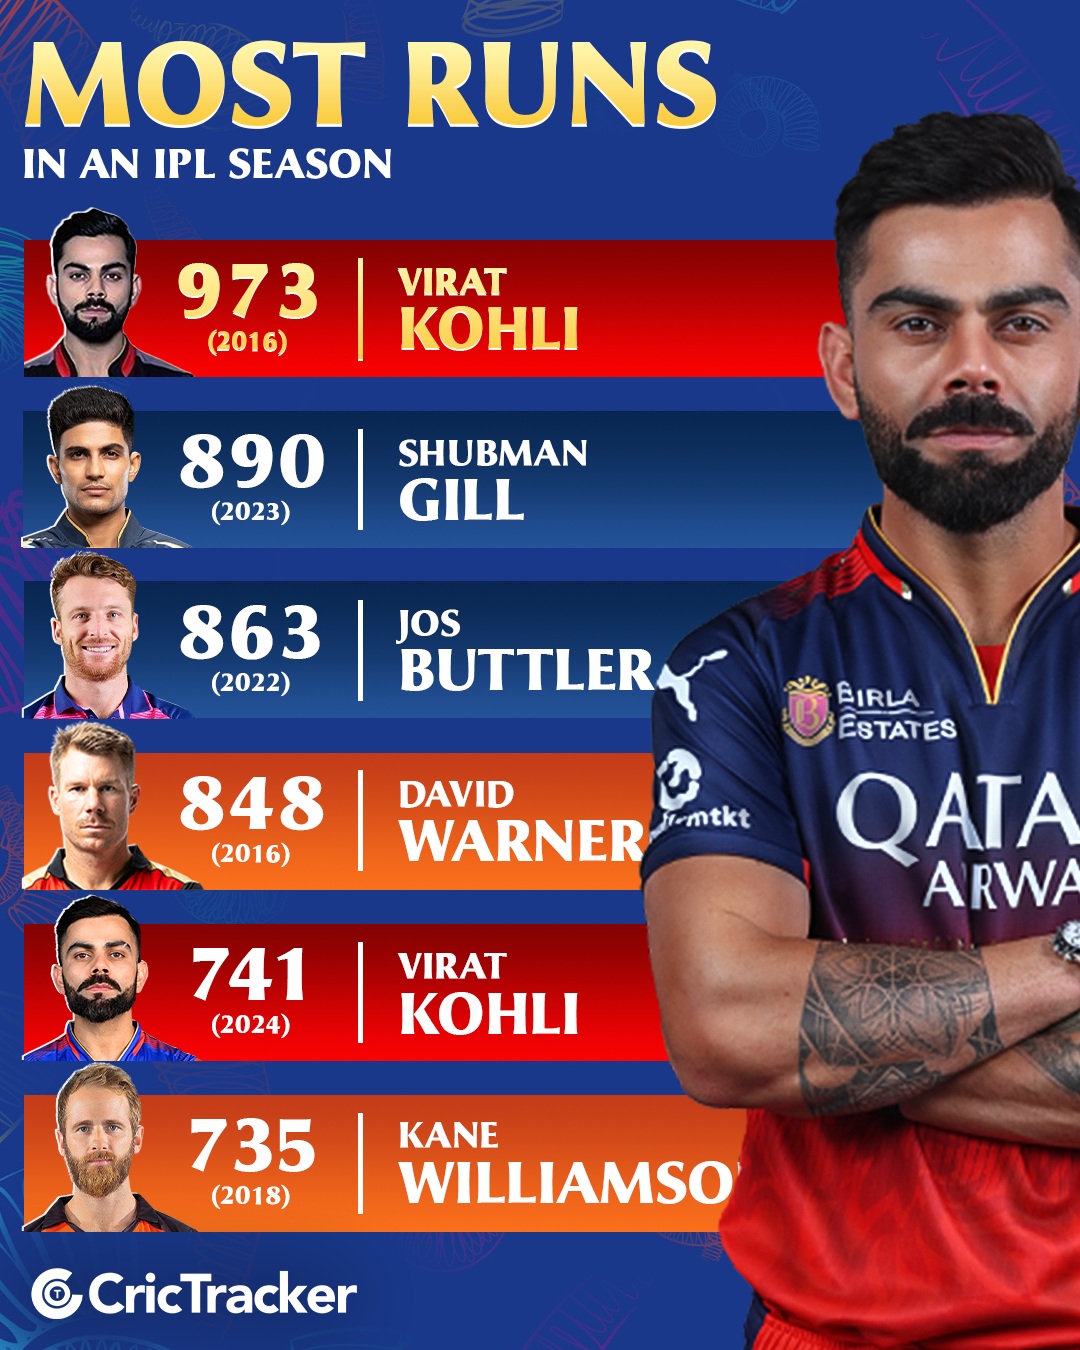 MOST RUNS
IN AN IPL SEASON
973
(2016)
VIRAT
KOHLI
890
(2023)
SHUBMAN
GILL
863
(2022)
JOS
BUTTLER
848
(2016)
DAVID
WARNER
741
(2024)
VIRAT
KOHLI
735
(2018)
KANE
WILLIAMSO
BIRLA
ESTATES
QATA
AIRWA
CricTracker